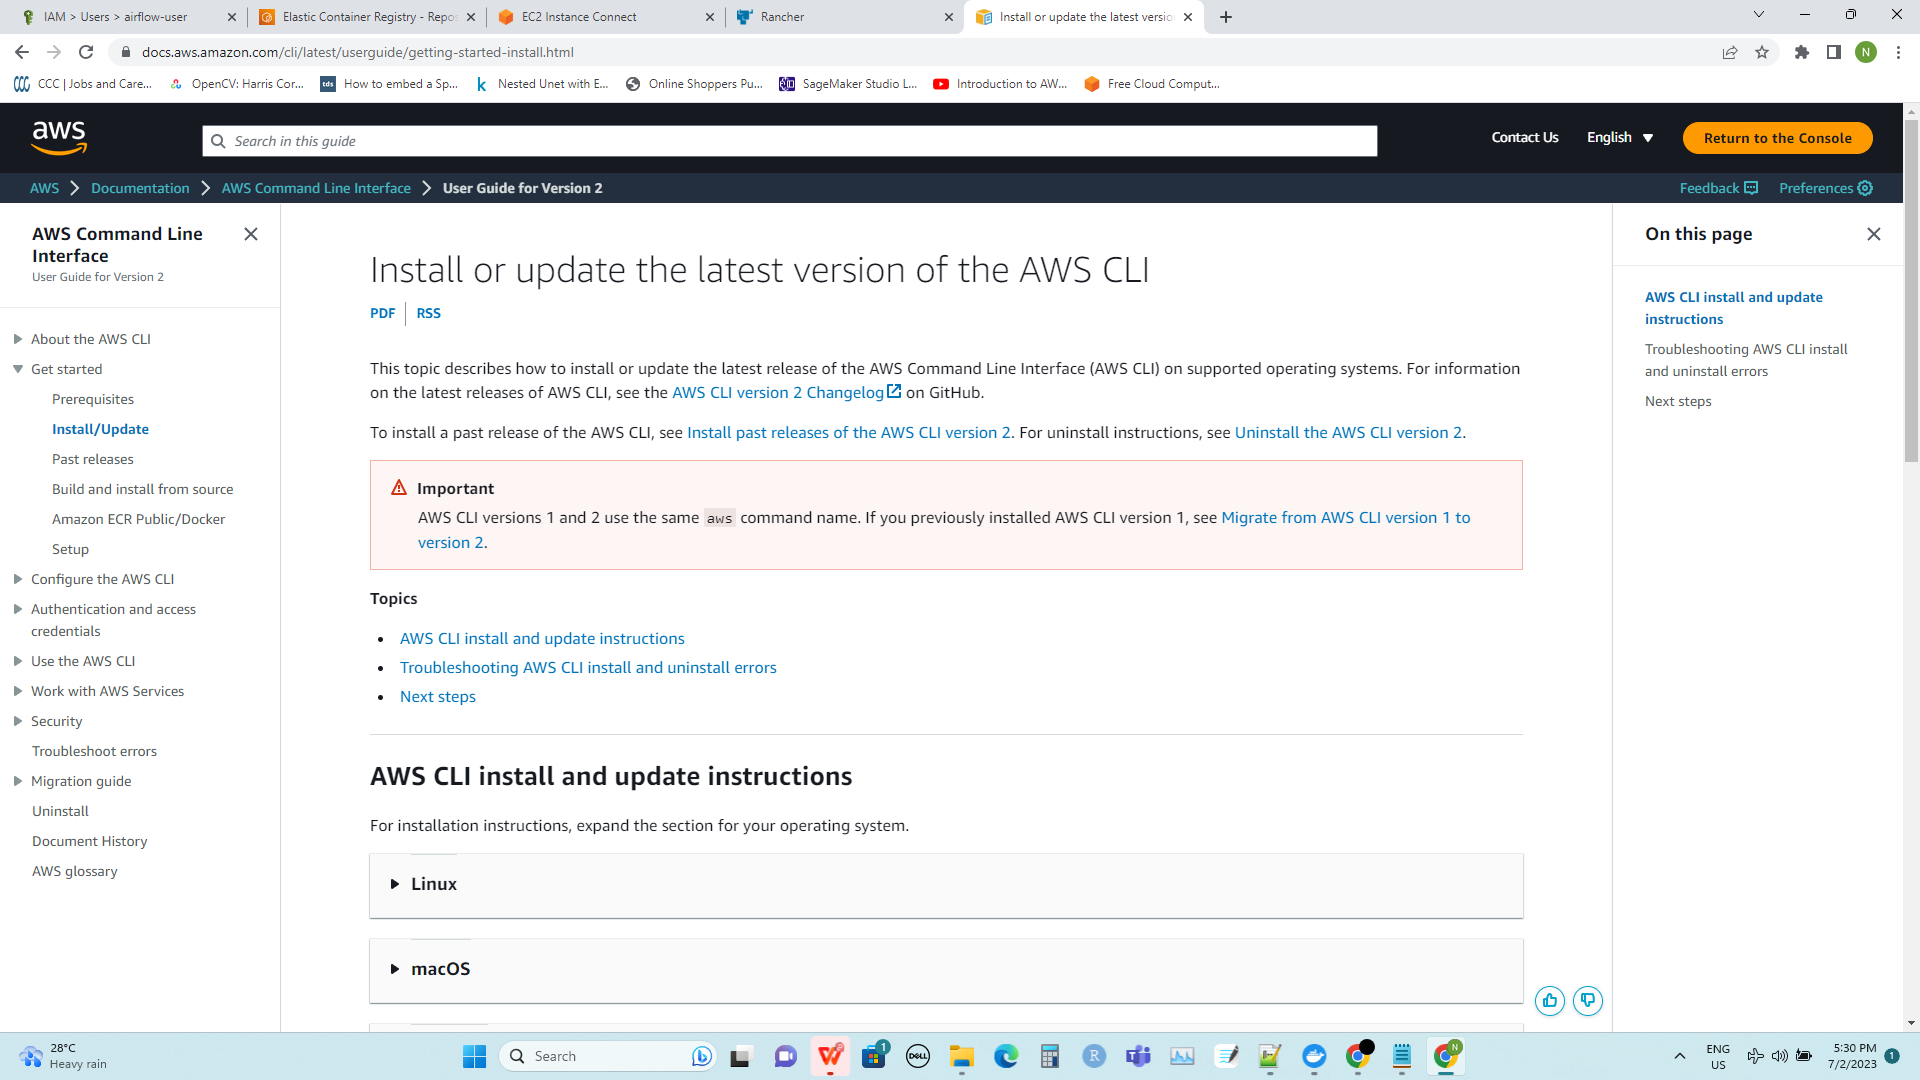 IAM > Users > airflow-user
Elastic Container Registry - Repos
EC2 Instance Connect
Rancher
Install or update the latest versio
docs.aws.amazon.com/cli/latest/userguide/getting-started-install.html
N
CCC | Jobs and Care...
OpenCV: Harris Cor...
tds
How to embed a Sp...
k
Nested Unet with E...
Online Shoppers Pu...
SageMaker Studio L...
Introduction to AW...
Free Cloud Comput...
aws
Search in this guide
Contact Us
English
Return to the Console
AWS
Documentation
AWS Command Line Interface
User Guide for Version 2
Feedback
Preferences
AWS Command Line
Interface
User Guide for Version 2
About the AWS CLI
Get started
Prerequisites
Install/Update
Past releases
Build and install from source
Amazon ECR Public/Docker
Setup
Configure the AWS CLI
Authentication and access
credentials
Use the AWS CLI
Work with AWS Services
Security
Troubleshoot errors
Migration guide
Uninstall
Document History
AWS glossary
Install or update the latest version of the AWS CLI
PDF
RSS
This topic describes how to install or update the latest release of the AWS Command Line Interface (AWS CLI) on supported operating systems. For information
on the latest releases of AWS CLI, see the AWS CLI version 2 Changelog on GitHub.
To install a past release of the AWS CLI, see Install past releases of the AWS CLI version 2. For uninstall instructions, see Uninstall the AWS CLI version 2.
Important
AWS CLI versions 1 and 2 use the same aws command name. If you previously installed AWS CLI version 1, see Migrate from AWS CLI version 1 to
version 2.
Topics
• AWS CLI install and update instructions
• Troubleshooting AWS CLI install and uninstall errors
• Next steps
AWS CLI install and update instructions
For installation instructions, expand the section for your operating system.
Linux
macOS
On this page
AWS CLI install and update
instructions
Troubleshooting AWS CLI install
and uninstall errors
Next steps
28°C
Heavy rain
Search
1
DELL
R
N
ENG
US
5:30 PM
7/2/2023
1